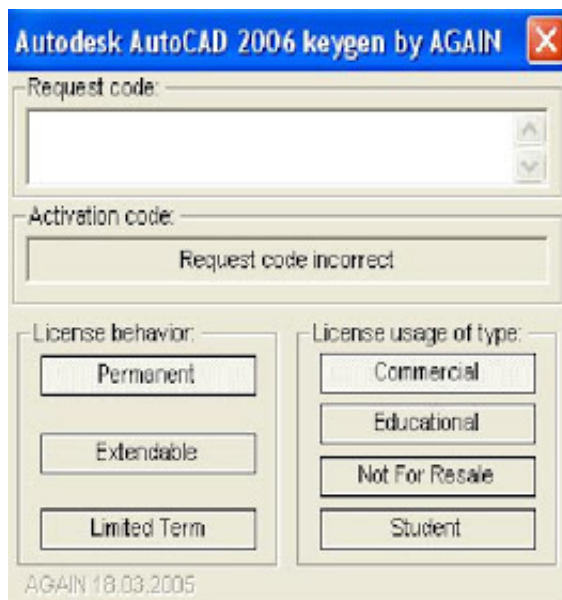 Autodesk AutoCAD 2006 keygen by AGAIN
Request code:
Activation code:
Request code incorrect
License behavior:
Permanent
Extendable
Limited Term
License usage of type:
Commercial
Educational
Not For Resale
Student
AGAIN 18.03.2005